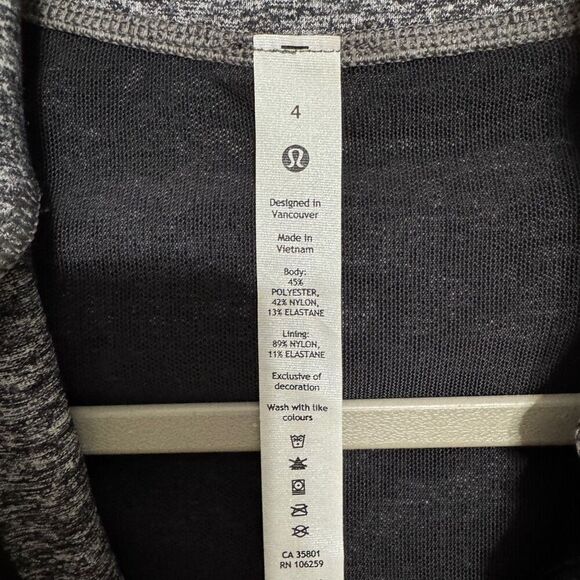 4
Designed in
Vancouver
Made in
Vietnam
Body:
45%
POLYESTER,
42% NYLON,
13% ELASTANE
Lining:
89% NYLON,
11% ELASTANE
Exclusive of
decoration
Wash with like
colours
CA 35801
RN 106259